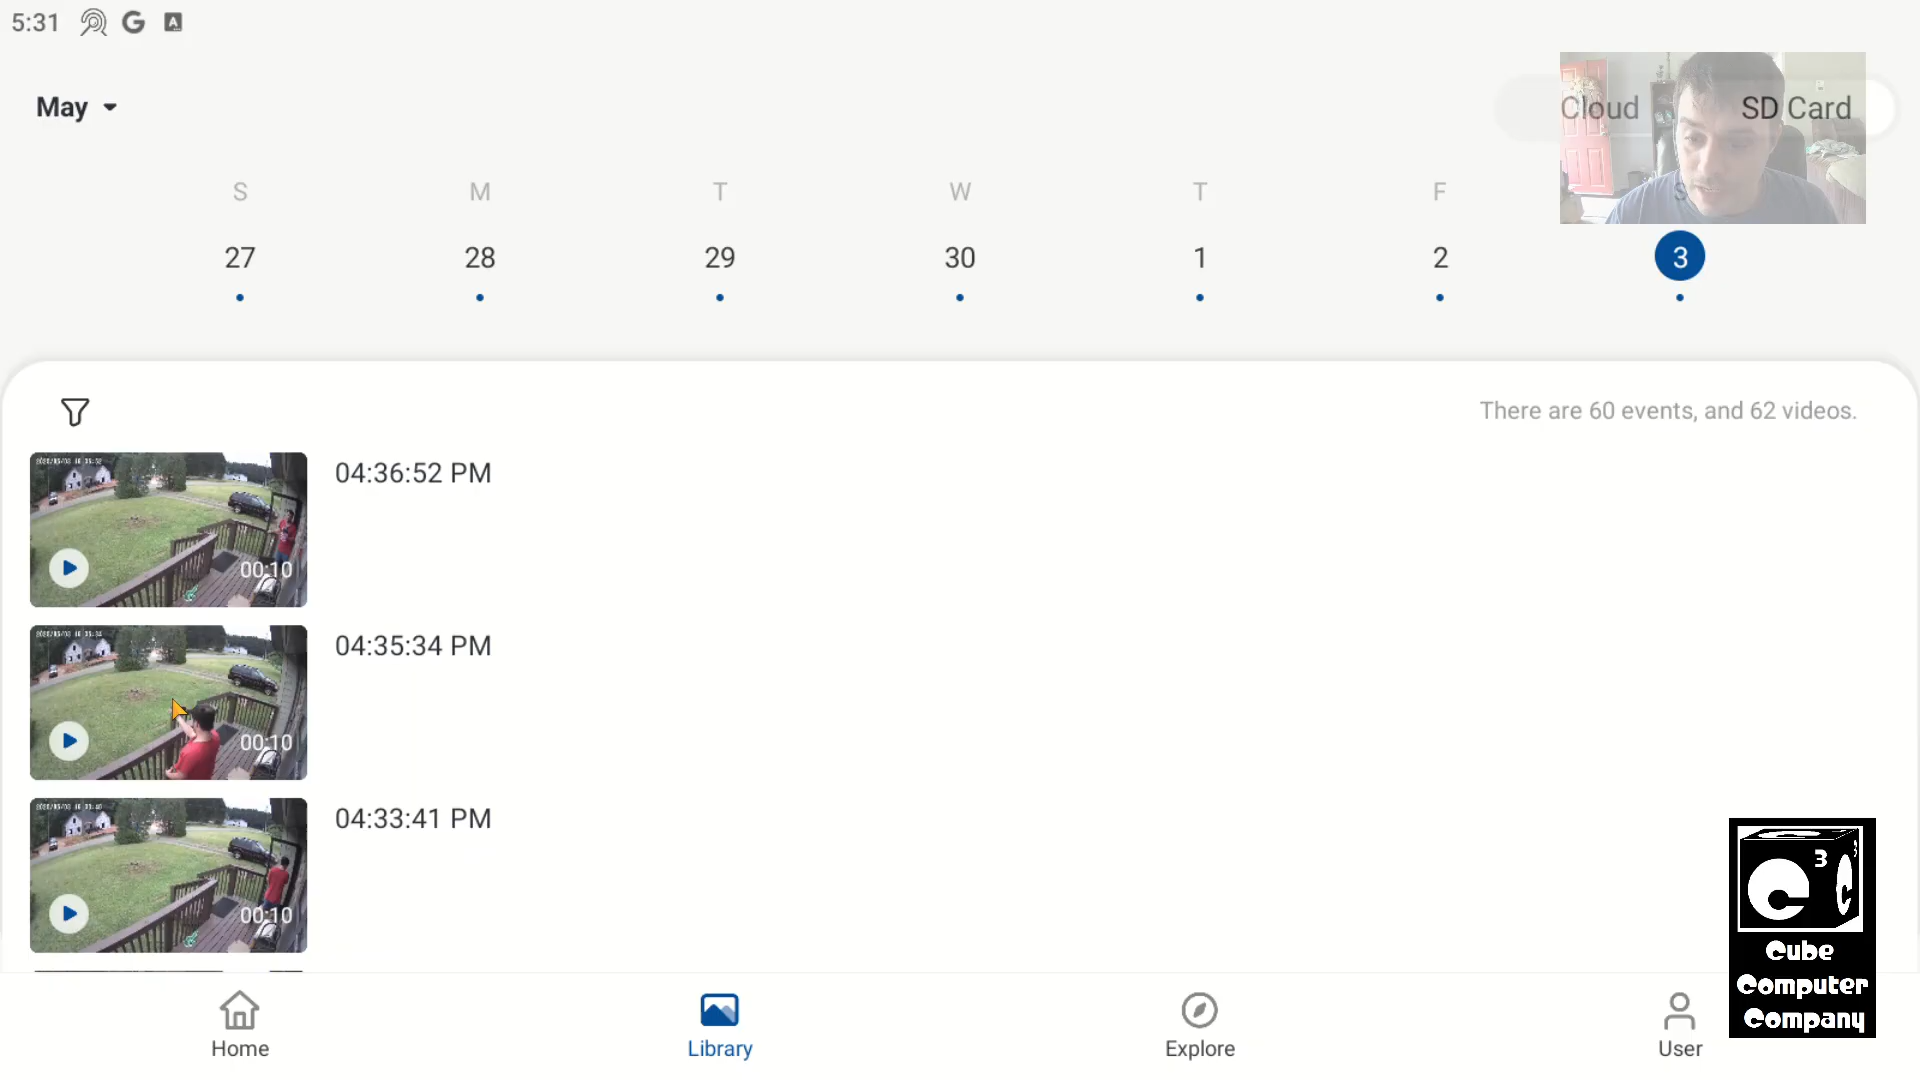 5:31 G A
May
Cloud SD Card
S M T W T F S
27 28 29 30 1 2 3
There are 60 events, and 62 videos.
04:36:52 PM
00:10
04:35:34 PM
00:10
04:33:41 PM
00:10
C 3 C 3
Cube
Computer
Company
Home Library Explore User